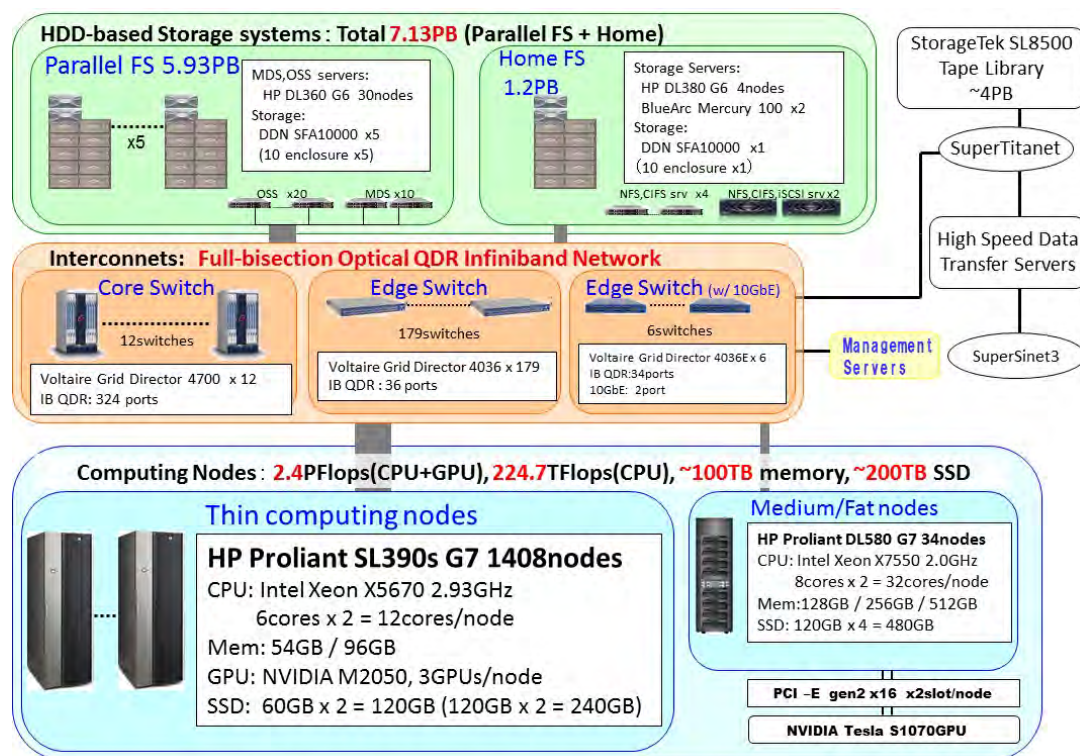 HDD-based Storage systems : Total 7.13PB (Parallel FS + Home)
Parallel FS 5.93PB
x5
MDS,OSS servers:
HP DL360 G6 30nodes
Storage:
DDN SFA10000 x5
(10 enclosure x5)
OSS x20
MDS x10
Home FS
1.2PB
Storage Servers:
HP DL380 G6 4nodes
BlueArc Mercury 100 x2
Storage:
DDN SFA10000 x1
(10 enclosure x1)
NFS,CIFS srv x4
NFS,CIFS,iSCSI srv x2
StorageTek SL8500
Tape Library
~4PB
SuperTitanet
High Speed Data
Transfer Servers
SuperSinet3
Interconnets: Full-bisection Optical QDR Infiniband Network
Core Switch
12switches
Voltaire Grid Director 4700 x 12
IB QDR: 324 ports
Edge Switch
179switches
Voltaire Grid Director 4036 x 179
IB QDR : 36 ports
Edge Switch (w/ 10GbE)
6switches
Voltaire Grid Director 4036E x 6
IB QDR:34ports
10GbE: 2port
Management
Servers
Computing Nodes : 2.4PFlops(CPU+GPU), 224.7TFlops(CPU), ~100TB memory, ~200TB SSD
Thin computing nodes
HP Proliant SL390s G7 1408nodes
CPU: Intel Xeon X5670 2.93GHz
6cores x 2 = 12cores/node
Mem: 54GB / 96GB
GPU: NVIDIA M2050, 3GPUs/node
SSD: 60GB x 2 = 120GB (120GB x 2 = 240GB)
Medium/Fat nodes
HP Proliant DL580 G7 34nodes
CPU: Intel Xeon X7550 2.0GHz
8cores x 2 = 32cores/node
Mem:128GB / 256GB / 512GB
SSD: 120GB x 4 = 480GB
PCI –E gen2 x16 x2slot/node
NVIDIA Tesla S1070GPU